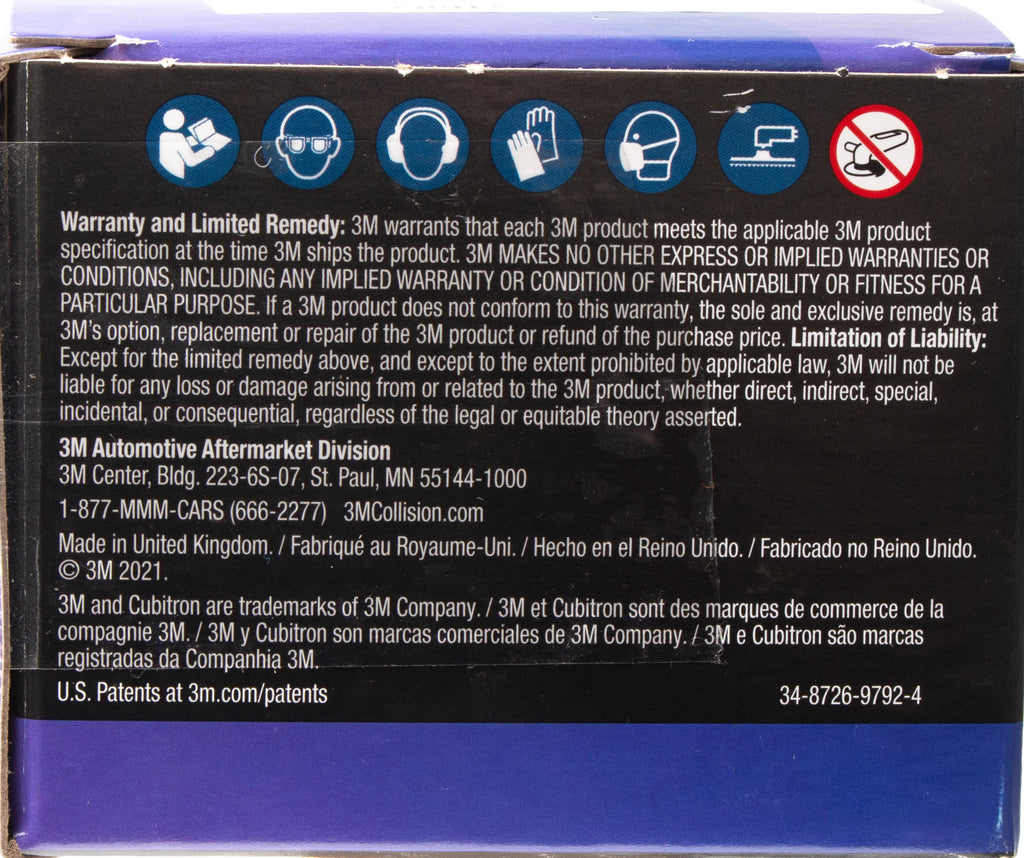 Warranty and Limited Remedy: 3M warrants that each 3M product meets the applicable 3M product
specification at the time 3M ships the product. 3M MAKES NO OTHER EXPRESS OR IMPLIED WARRANTIES OR
CONDITIONS, INCLUDING ANY IMPLIED WARRANTY OR CONDITION OF MERCHANTABILITY OR FITNESS FOR A
PARTICULAR PURPOSE. If a 3M product does not conform to this warranty, the sole and exclusive remedy is, at
3M's option, replacement or repair of the 3M product or refund of the purchase price. Limitation of Liability:
Except for the limited remedy above, and except to the extent prohibited by applicable law, 3M will not be
liable for any loss or damage arising from or related to the 3M product, whether direct, indirect, special,
incidental, or consequential, regardless of the legal or equitable theory asserted.
3M Automotive Aftermarket Division
3M Center, Bldg. 223-6S-07, St. Paul, MN 55144-1000
1-877-MMM-CARS (666-2277) 3MCollision.com
Made in United Kingdom. / Fabriqué au Royaume-Uni. / Hecho en el Reino Unido. / Fabricado no Reino Unido.
© 3M 2021.
3M and Cubitron are trademarks of 3M Company. / 3M et Cubitron sont des marques de commerce de la
compagnie 3M. / 3M y Cubitron son marcas comerciales de 3M Company. / 3M e Cubitron são marcas
registradas da Companhia 3M.
U.S. Patents at 3m.com/patents 34-8726-9792-4